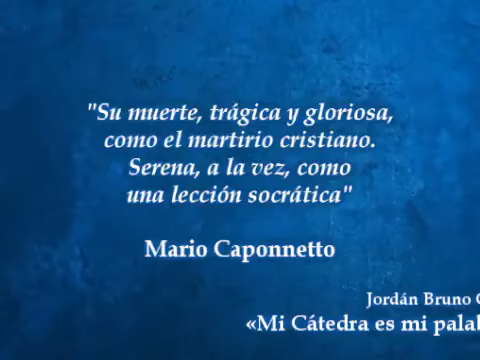 "Su muerte, trágica y gloriosa,
como el martirio cristiano.
Serena, a la vez, como
una lección socrática"
Mario Caponnetto
Jordán Bruno
«Mi Cátedra es mi